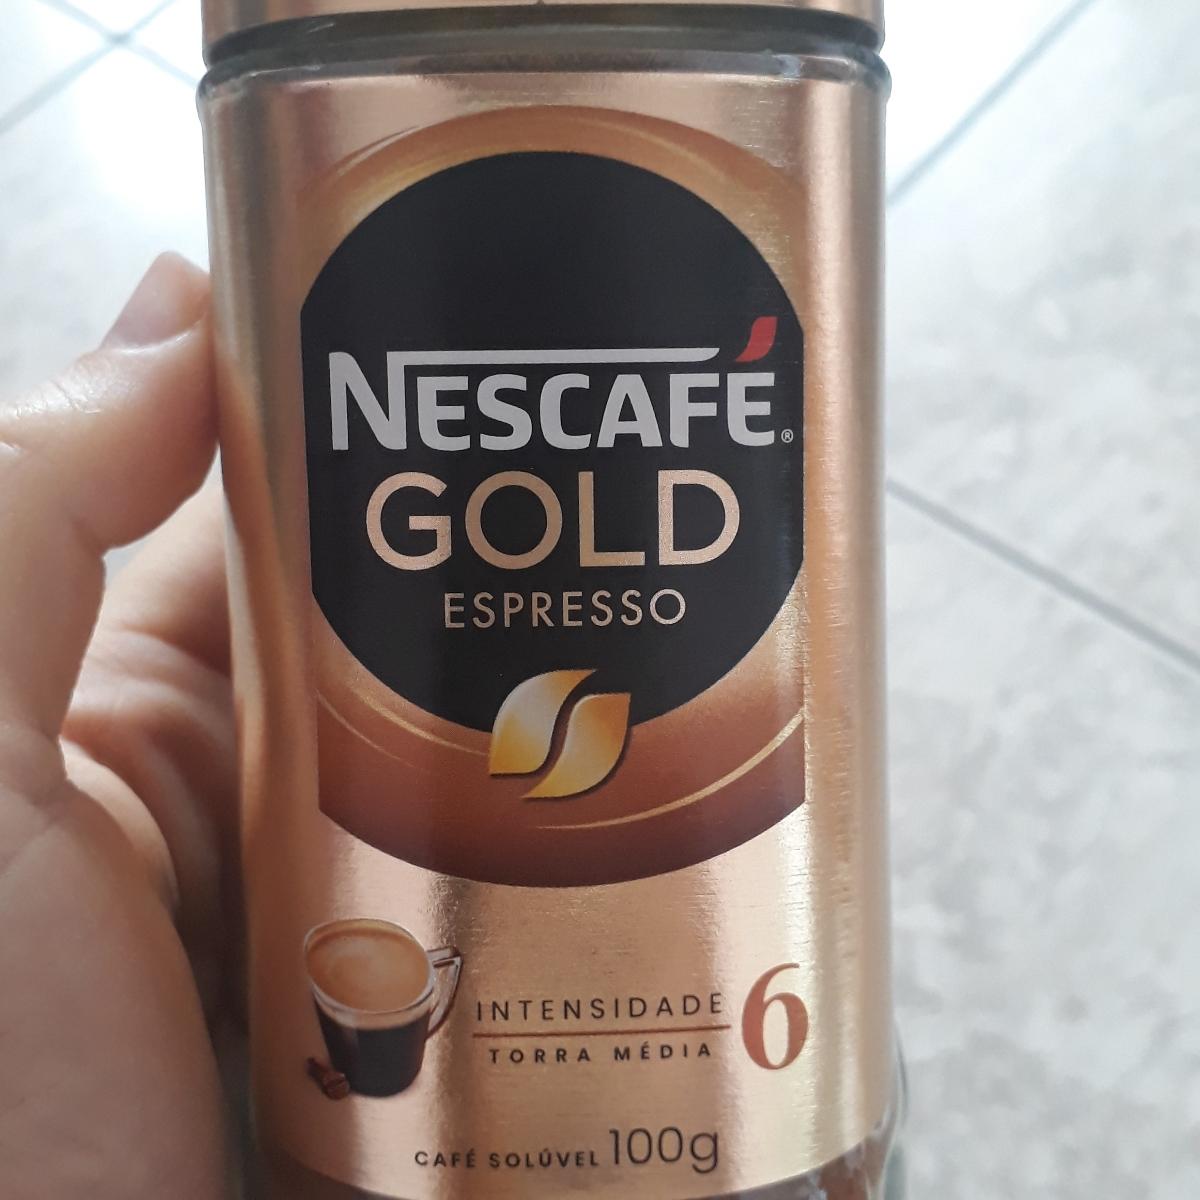 NESCAFÉ®
GOLD
ESPRESSO
INTENSIDADE 6
TORRA MÉDIA
CAFÉ SOLÚVEL 100g